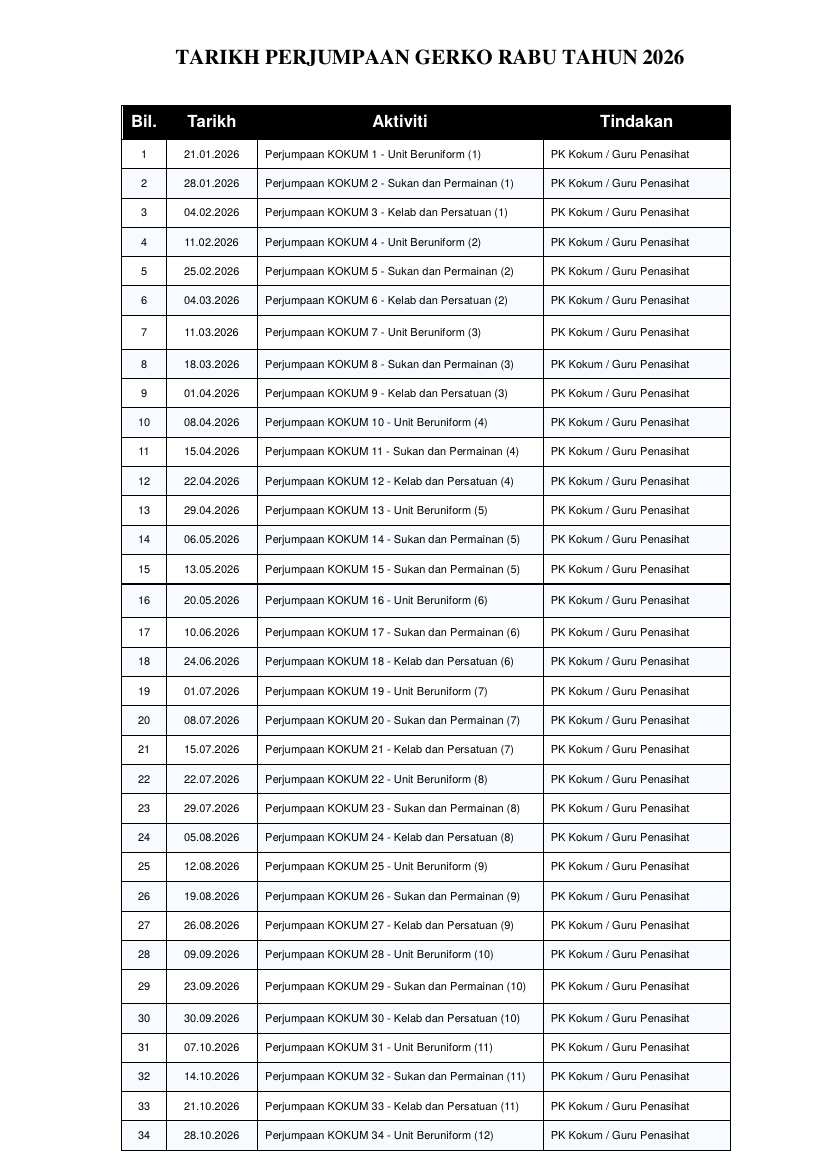 TARIKH PERJUMPAAN GERKO RABU TAHUN 2026
Bil. Tarikh Aktiviti Tindakan
1 21.01.2026 Perjumpaan KOKUM 1 - Unit Beruniform (1) PK Kokum / Guru Penasihat
2 28.01.2026 Perjumpaan KOKUM 2 - Sukan dan Permainan (1) PK Kokum / Guru Penasihat
3 04.02.2026 Perjumpaan KOKUM 3 - Kelab dan Persatuan (1) PK Kokum / Guru Penasihat
4 11.02.2026 Perjumpaan KOKUM 4 - Unit Beruniform (2) PK Kokum / Guru Penasihat
5 25.02.2026 Perjumpaan KOKUM 5 - Sukan dan Permainan (2) PK Kokum / Guru Penasihat
6 04.03.2026 Perjumpaan KOKUM 6 - Kelab dan Persatuan (2) PK Kokum / Guru Penasihat
7 11.03.2026 Perjumpaan KOKUM 7 - Unit Beruniform (3) PK Kokum / Guru Penasihat
8 18.03.2026 Perjumpaan KOKUM 8 - Sukan dan Permainan (3) PK Kokum / Guru Penasihat
9 01.04.2026 Perjumpaan KOKUM 9 - Kelab dan Persatuan (3) PK Kokum / Guru Penasihat
10 08.04.2026 Perjumpaan KOKUM 10 - Unit Beruniform (4) PK Kokum / Guru Penasihat
11 15.04.2026 Perjumpaan KOKUM 11 - Sukan dan Permainan (4) PK Kokum / Guru Penasihat
12 22.04.2026 Perjumpaan KOKUM 12 - Kelab dan Persatuan (4) PK Kokum / Guru Penasihat
13 29.04.2026 Perjumpaan KOKUM 13 - Unit Beruniform (5) PK Kokum / Guru Penasihat
14 06.05.2026 Perjumpaan KOKUM 14 - Sukan dan Permainan (5) PK Kokum / Guru Penasihat
15 13.05.2026 Perjumpaan KOKUM 15 - Sukan dan Permainan (5) PK Kokum / Guru Penasihat
16 20.05.2026 Perjumpaan KOKUM 16 - Unit Beruniform (6) PK Kokum / Guru Penasihat
17 10.06.2026 Perjumpaan KOKUM 17 - Sukan dan Permainan (6) PK Kokum / Guru Penasihat
18 24.06.2026 Perjumpaan KOKUM 18 - Kelab dan Persatuan (6) PK Kokum / Guru Penasihat
19 01.07.2026 Perjumpaan KOKUM 19 - Unit Beruniform (7) PK Kokum / Guru Penasihat
20 08.07.2026 Perjumpaan KOKUM 20 - Sukan dan Permainan (7) PK Kokum / Guru Penasihat
21 15.07.2026 Perjumpaan KOKUM 21 - Kelab dan Persatuan (7) PK Kokum / Guru Penasihat
22 22.07.2026 Perjumpaan KOKUM 22 - Unit Beruniform (8) PK Kokum / Guru Penasihat
23 29.07.2026 Perjumpaan KOKUM 23 - Sukan dan Permainan (8) PK Kokum / Guru Penasihat
24 05.08.2026 Perjumpaan KOKUM 24 - Kelab dan Persatuan (8) PK Kokum / Guru Penasihat
25 12.08.2026 Perjumpaan KOKUM 25 - Unit Beruniform (9) PK Kokum / Guru Penasihat
26 19.08.2026 Perjumpaan KOKUM 26 - Sukan dan Permainan (9) PK Kokum / Guru Penasihat
27 26.08.2026 Perjumpaan KOKUM 27 - Kelab dan Persatuan (9) PK Kokum / Guru Penasihat
28 09.09.2026 Perjumpaan KOKUM 28 - Unit Beruniform (10) PK Kokum / Guru Penasihat
29 23.09.2026 Perjumpaan KOKUM 29 - Sukan dan Permainan (10) PK Kokum / Guru Penasihat
30 30.09.2026 Perjumpaan KOKUM 30 - Kelab dan Persatuan (10) PK Kokum / Guru Penasihat
31 07.10.2026 Perjumpaan KOKUM 31 - Unit Beruniform (11) PK Kokum / Guru Penasihat
32 14.10.2026 Perjumpaan KOKUM 32 - Sukan dan Permainan (11) PK Kokum / Guru Penasihat
33 21.10.2026 Perjumpaan KOKUM 33 - Kelab dan Persatuan (11) PK Kokum / Guru Penasihat
34 28.10.2026 Perjumpaan KOKUM 34 - Unit Beruniform (12) PK Kokum / Guru Penasihat